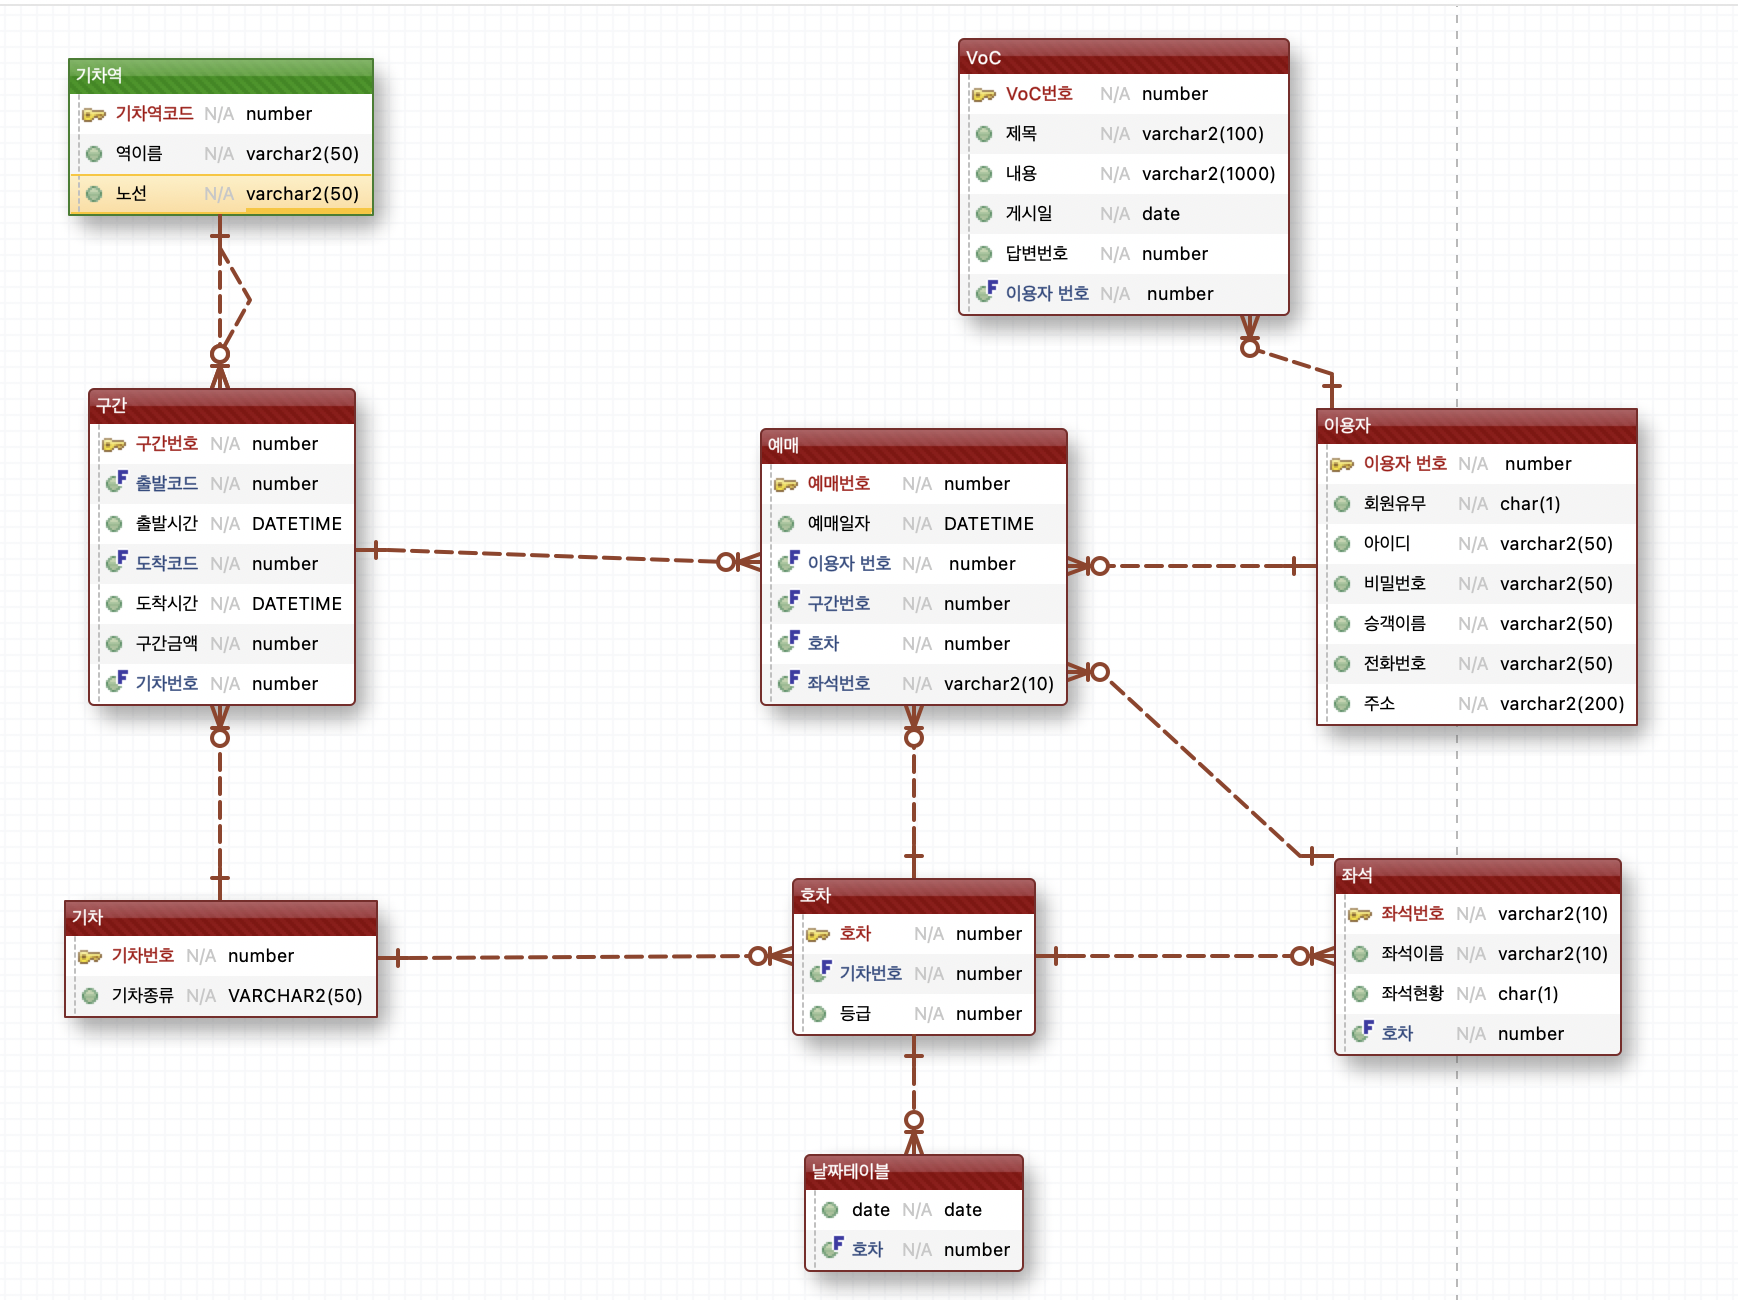 기차역
기차역코드 N/A number
역이름 N/A varchar2(50)
노선 N/A varchar2(50)
VoC
VoC번호 N/A number
제목 N/A varchar2(100)
내용 N/A varchar2(1000)
게시일 N/A date
답변번호 N/A number
F 이용자 번호 N/A number
구간
구간번호 N/A number
F 출발코드 N/A number
출발시간 N/A DATETIME
F 도착코드 N/A number
도착시간 N/A DATETIME
구간금액 N/A number
F 기차번호 N/A number
예매
예매번호 N/A number
예매일자 N/A DATETIME
F 이용자 번호 N/A number
F 구간번호 N/A number
F 호차 N/A number
F 좌석번호 N/A varchar2(10)
이용자
이용자 번호 N/A number
회원유무 N/A char(1)
아이디 N/A varchar2(50)
비밀번호 N/A varchar2(50)
승객이름 N/A varchar2(50)
전화번호 N/A varchar2(50)
주소 N/A varchar2(200)
기차
기차번호 N/A number
기차종류 N/A VARCHAR2(50)
호차
호차 N/A number
F 기차번호 N/A number
등급 N/A number
좌석
좌석번호 N/A varchar2(10)
좌석이름 N/A varchar2(10)
좌석현황 N/A char(1)
F 호차 N/A number
날짜테이블
date N/A date
F 호차 N/A number